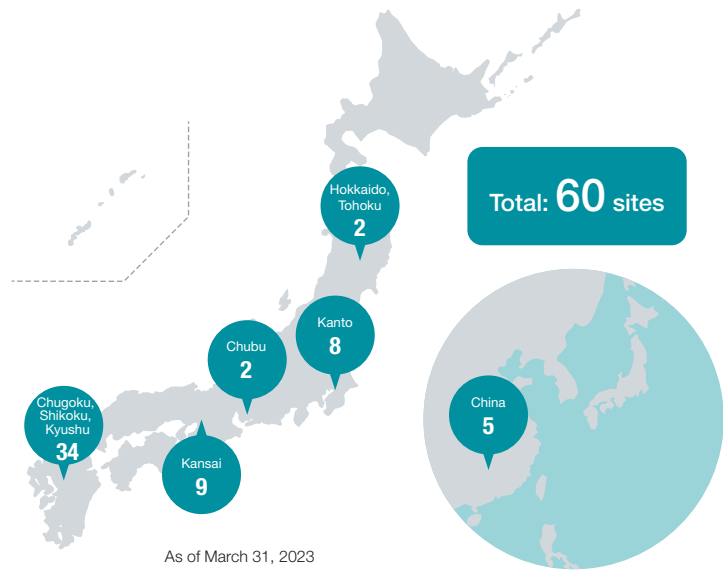 Hokkaido,
Tohoku
2
Total: 60 sites
Kanto
8
Chubu
2
Chugoku,
Shikoku,
Kyushu
34
Kansai
9
China
5
As of March 31, 2023